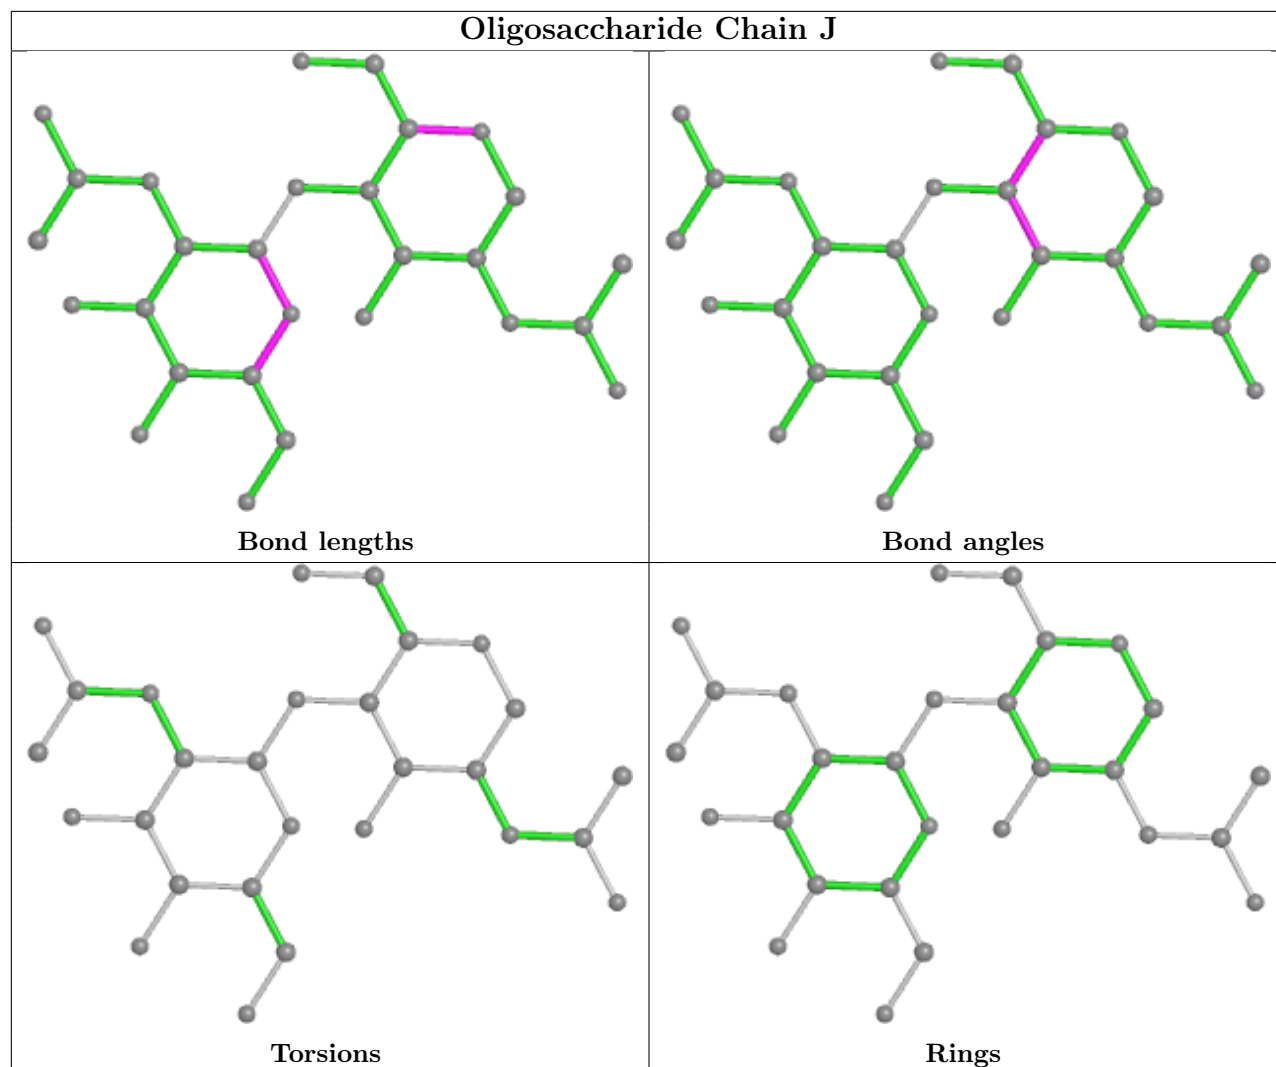 Oligosaccharide Chain J
Bond lengths
Bond angles
Torsions
Rings